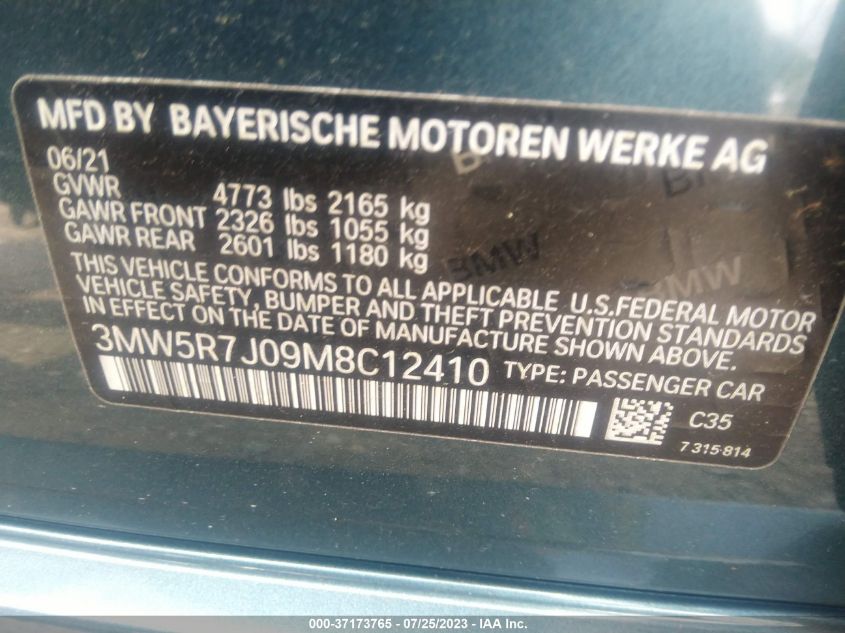 MFD BY BAYERISCHE MOTOREN WERKE AG
06/21
GVWR 4773 lbs 2165 kg
GAWR FRONT 2326 lbs 1055 kg
GAWR REAR 2601 lbs 1180 kg
THIS VEHICLE CONFORMS TO ALL APPLICABLE U.S.FEDERAL MOTOR
VEHICLE SAFETY, BUMPER AND THEFT PREVENTION STANDARDS
IN EFFECT ON THE DATE OF MANUFACTURE SHOWN ABOVE.
3MW5R7J09M8C12410 TYPE: PASSENGER CAR
C35
7 315·814
BMW
BMW
000-37173765 - 07/25/2023 - IAA Inc.